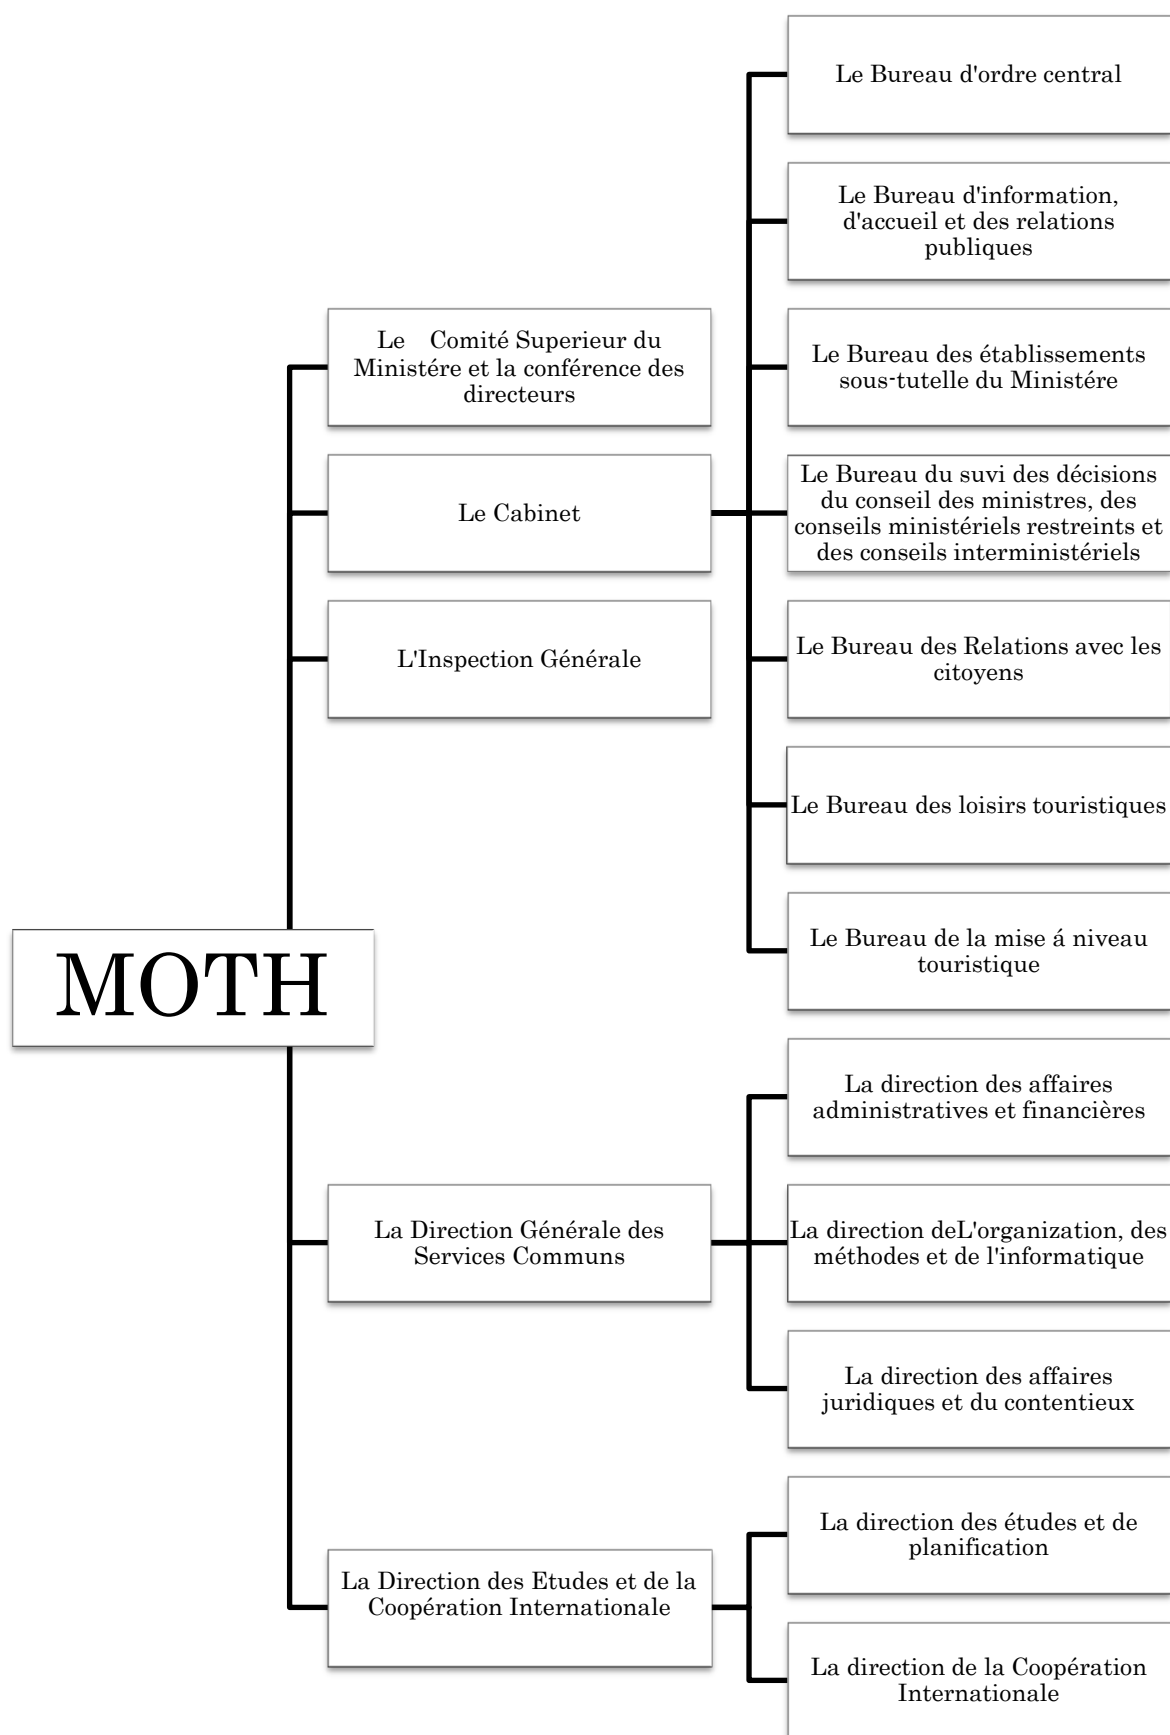 MOTH
Le Comité Superieur du
Ministére et la conférence des
directeurs
Le Cabinet
Le Bureau d'ordre central
Le Bureau d'information,
d'accueil et des relations
publiques
Le Bureau des établissements
sous-tutelle du Ministére
Le Bureau du suvi des décisions
du conseil des ministres, des
conseils ministériels restreints et
des conseils interministériels
Le Bureau des Relations avec les
citoyens
Le Bureau des loisirs touristiques
Le Bureau de la mise á niveau
touristique
L'Inspection Générale
La Direction Générale des
Services Communs
La direction des affaires
administratives et financières
La direction deL'organization, des
méthodes et de l'informatique
La direction des affaires
juridiques et du contentieux
La Direction des Etudes et de la
Coopération Internationale
La direction des études et de
planification
La direction de la Coopération
Internationale